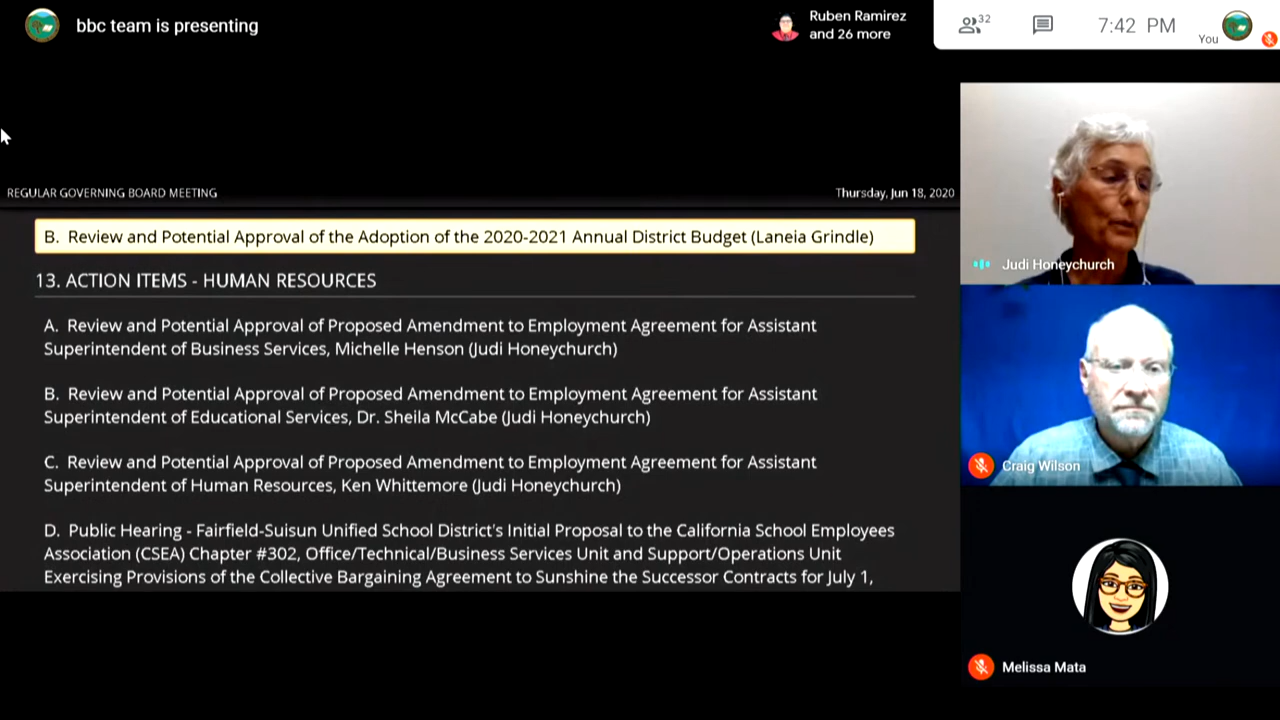 bbc team is presenting
Ruben Ramirez
and 26 more
32
7:42 PM
You
REGULAR GOVERNING BOARD MEETING
Thursday, Jun 18, 2020
B. Review and Potential Approval of the Adoption of the 2020-2021 Annual District Budget (Laneia Grindle)
13. ACTION ITEMS - HUMAN RESOURCES
A. Review and Potential Approval of Proposed Amendment to Employment Agreement for Assistant
Superintendent of Business Services, Michelle Henson (Judi Honeychurch)
B. Review and Potential Approval of Proposed Amendment to Employment Agreement for Assistant
Superintendent of Educational Services, Dr. Sheila McCabe (Judi Honeychurch)
C. Review and Potential Approval of Proposed Amendment to Employment Agreement for Assistant
Superintendent of Human Resources, Ken Whittemore (Judi Honeychurch)
D. Public Hearing - Fairfield-Suisun Unified School District's Initial Proposal to the California School Employees
Association (CSEA) Chapter #302, Office/Technical/Business Services Unit and Support/Operations Unit
Exercising Provisions of the Collective Bargaining Agreement to Sunshine the Successor Contracts for July 1,
Judi Honeychurch
Craig Wilson
Melissa Mata